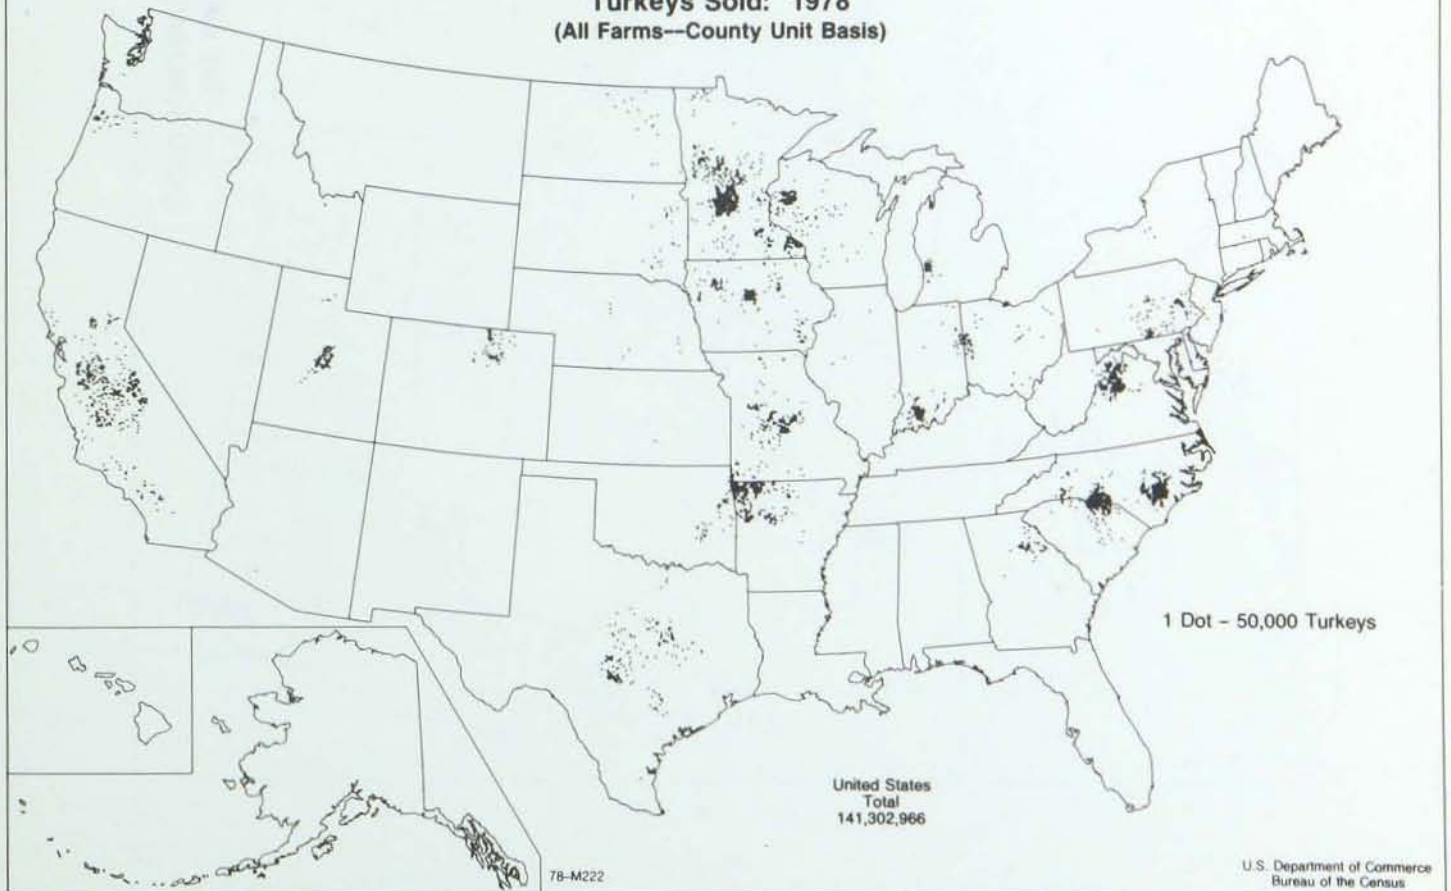 Turkeys Sold: 1978
(All Farms--County Unit Basis)
1 Dot - 50,000 Turkeys
United States
Total
141,302,966
78-M222
U.S. Department of Commerce
Bureau of the Census